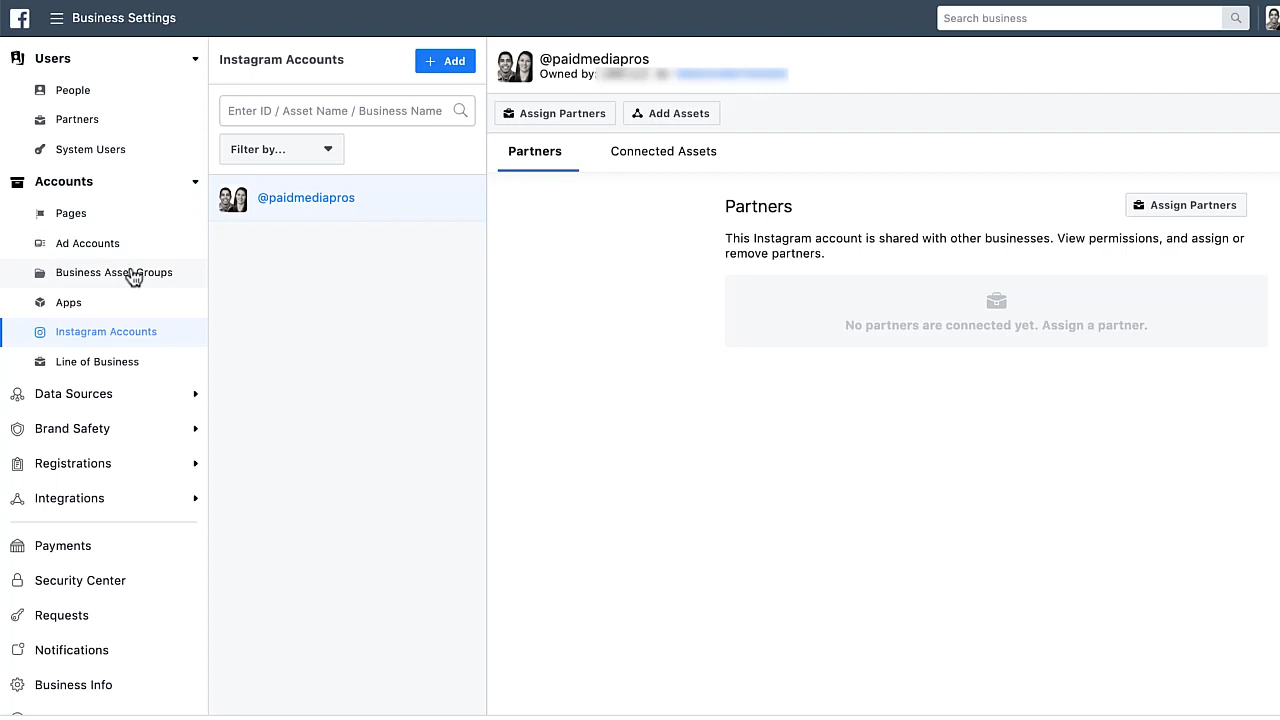 Business Settings
Search business
Users
People
Partners
System Users
Accounts
Pages
Ad Accounts
Business Asset Groups
Apps
Instagram Accounts
Line of Business
Data Sources
Brand Safety
Registrations
Integrations
Payments
Security Center
Requests
Notifications
Business Info
Instagram Accounts
+ Add
Enter ID / Asset Name / Business Name
Filter by...
@paidmediapros
@paidmediapros
Owned by:
Assign Partners
Add Assets
Partners
Connected Assets
Partners
Assign Partners
This Instagram account is shared with other businesses. View permissions, and assign or
remove partners.
No partners are connected yet. Assign a partner.